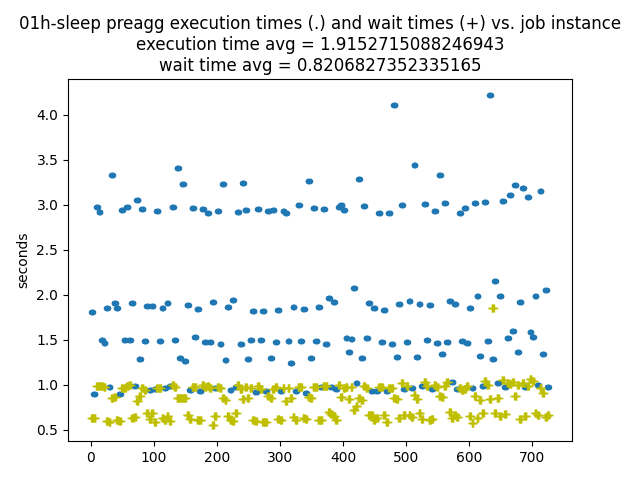 01h-sleep preagg execution times (.) and wait times (+) vs. job instance
execution time avg = 1.9152715088246943
wait time avg = 0.8206827352335165
4.0
3.5
3.0
2.5
2.0
1.5
1.0
0.5
seconds
0 100 200 300 400 500 600 700